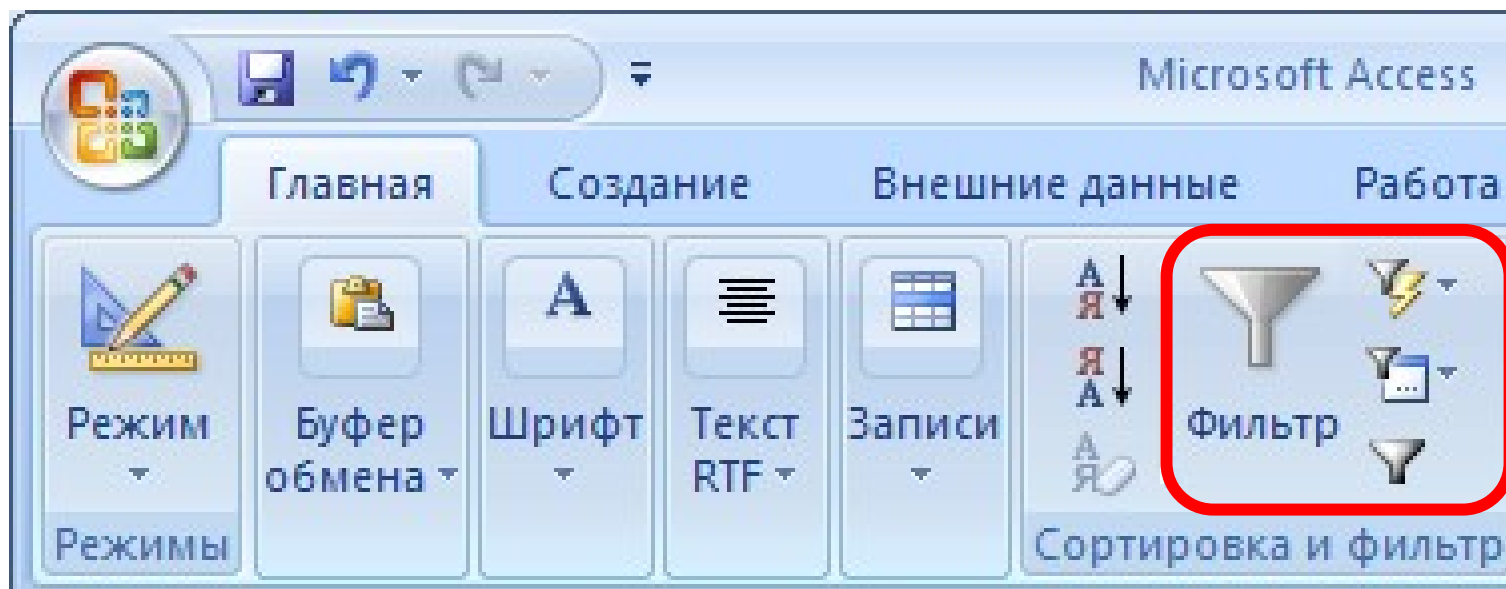 Microsoft Access
Главная Создание Внешние данные Работа
Режим Буфер обмена Шрифт Текст RTF Записи Фильтр
Режимы Сортировка и фильтр